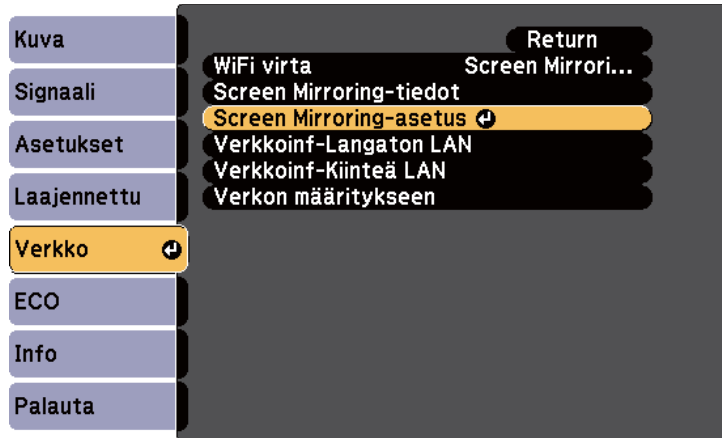 Kuva
Signaali
Asetukset
Laajennettu
Verkko
ECO
Info
Palauta
Return
WiFi virta Screen Mirrori...
Screen Mirroring-tiedot
Screen Mirroring-asetus
Verkkoinf-Langaton LAN
Verkkoinf-Kiinteä LAN
Verkon määritykseen